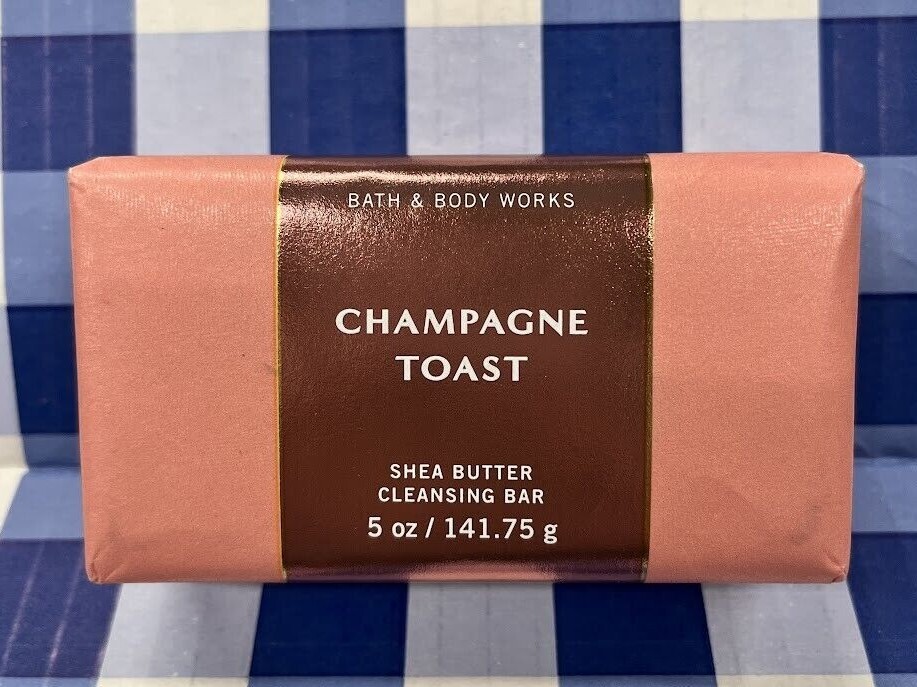 BATH & BODY WORKS
CHAMPAGNE
TOAST
SHEA BUTTER
CLEANSING BAR
5 oz / 141.75 g